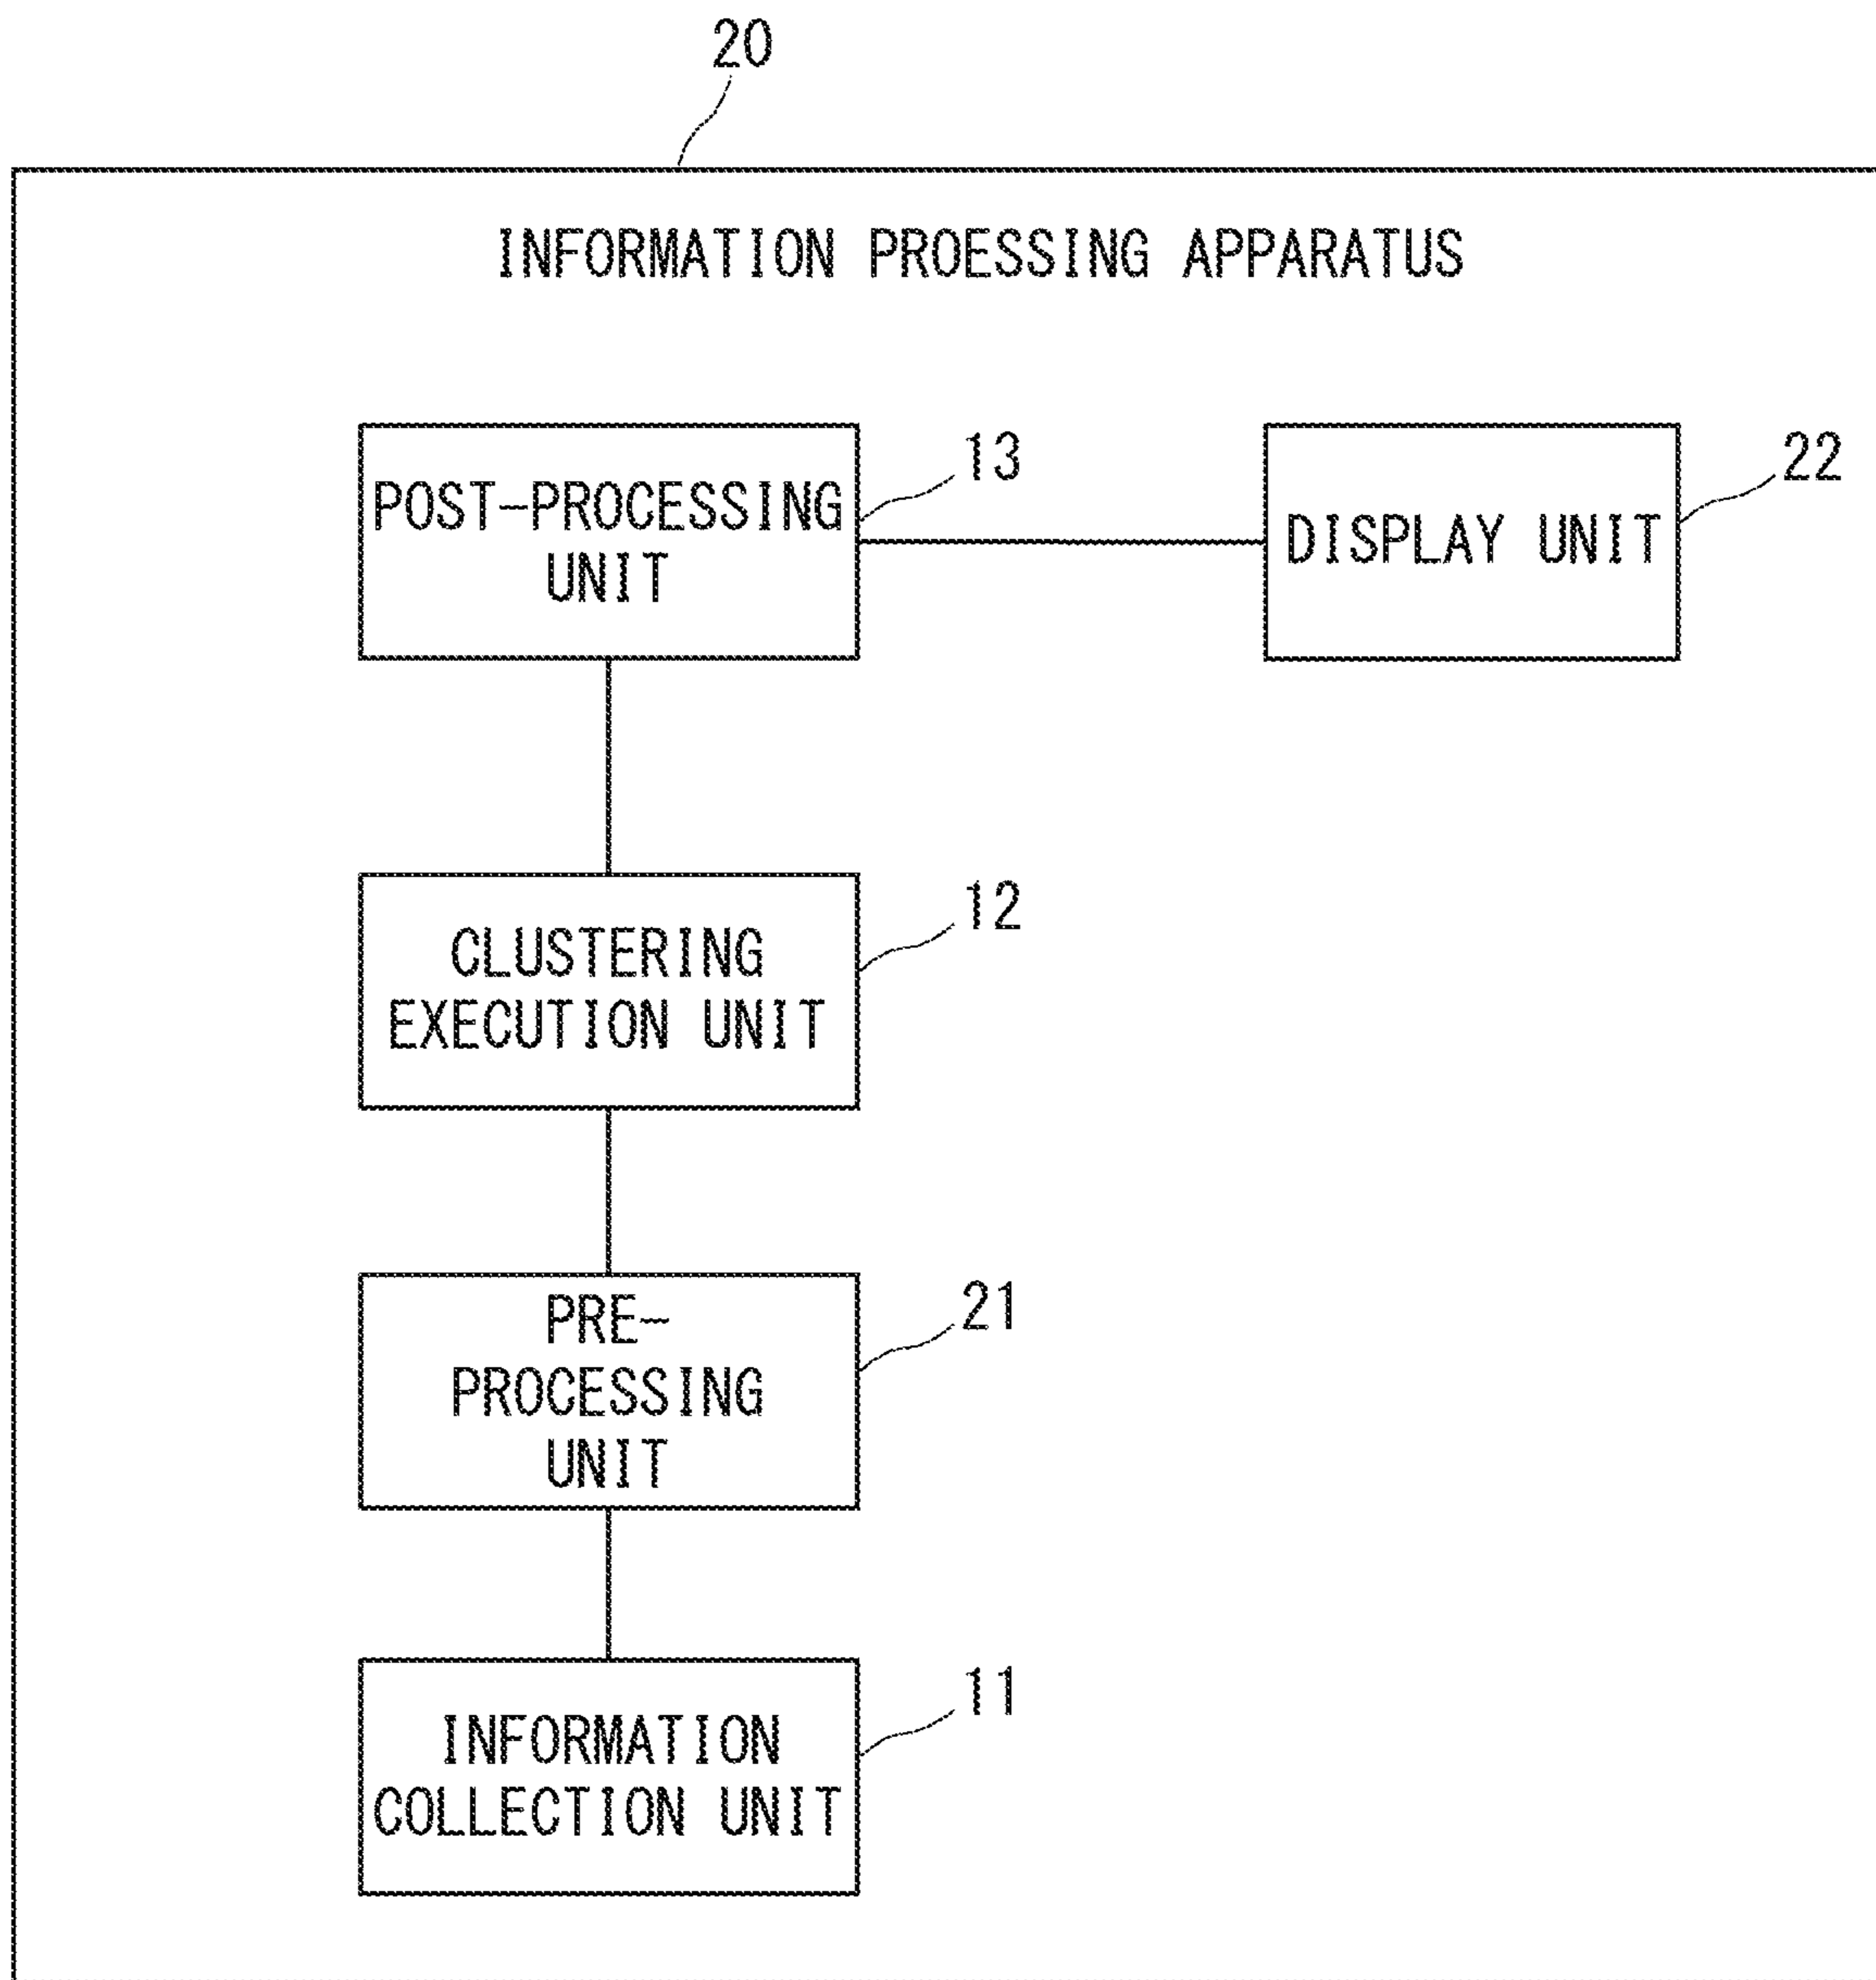 20
INFORMATION PROESSING APPARATUS
POST-PROCESSING
UNIT
13
DISPLAY UNIT
22
CLUSTERING
EXECUTION UNIT
12
PRE-
PROCESSING
UNIT
21
INFORMATION
COLLECTION UNIT
11